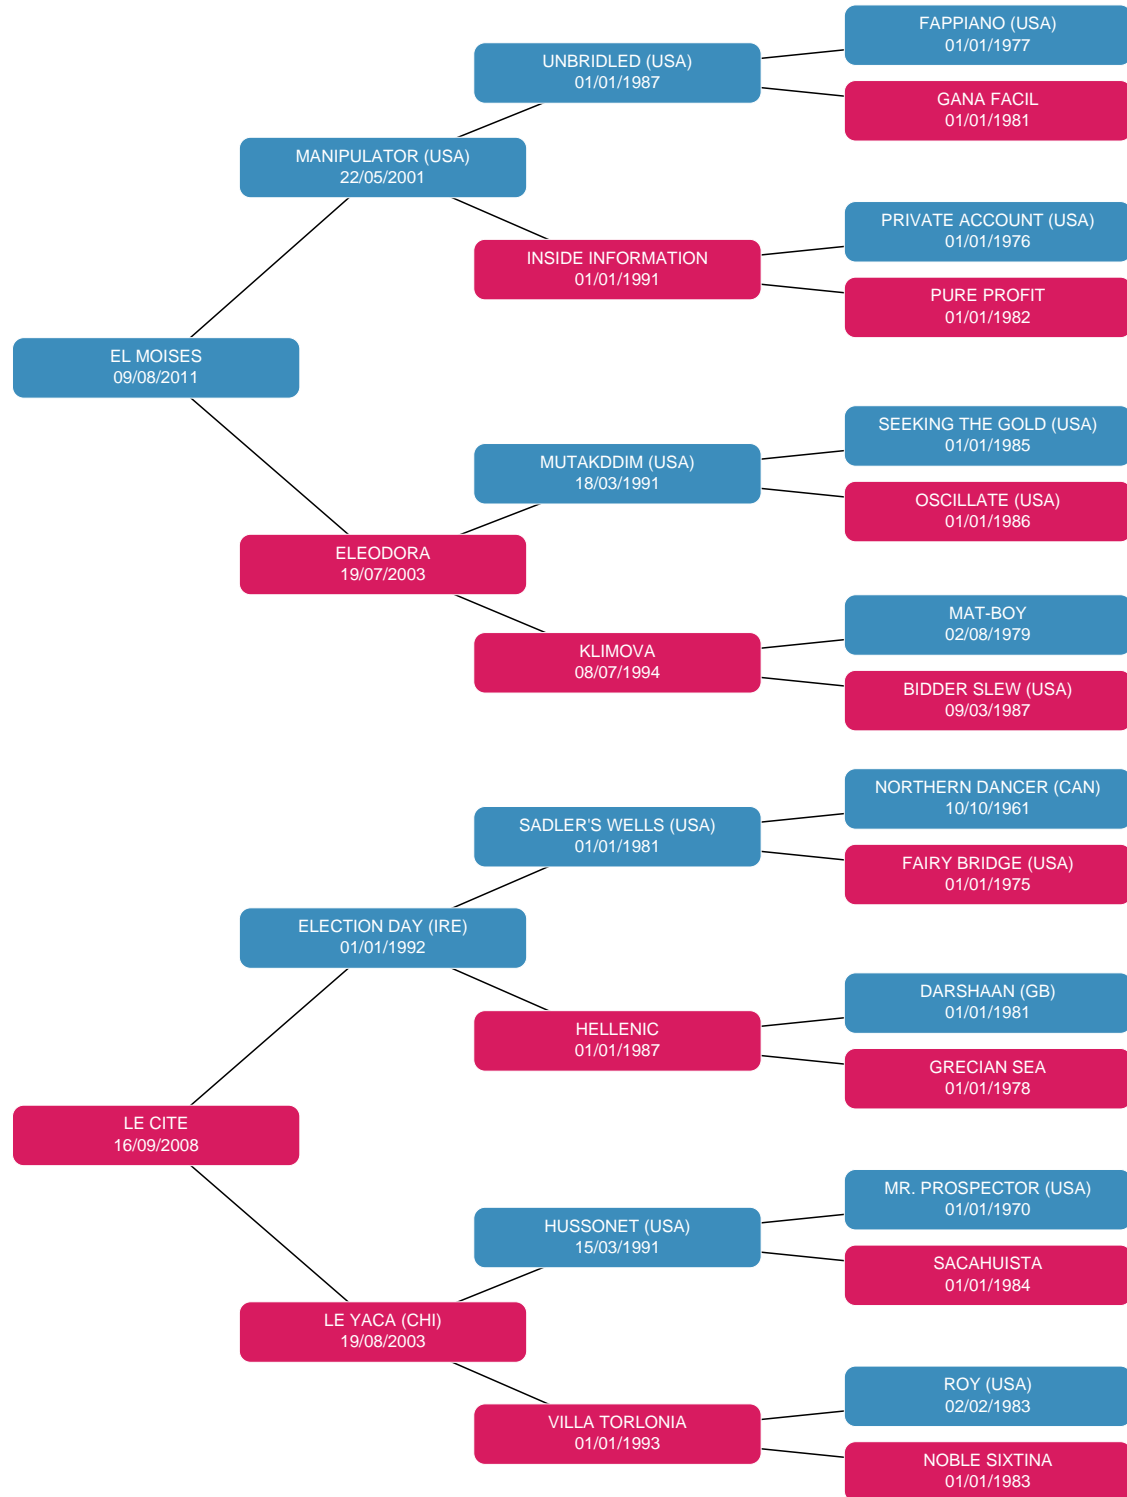 FAPPIANO (USA)
01/01/1977
UNBRIDLED (USA)
01/01/1987
GANA FACIL
01/01/1981
MANIPULATOR (USA)
22/05/2001
PRIVATE ACCOUNT (USA)
01/01/1976
INSIDE INFORMATION
01/01/1991
PURE PROFIT
01/01/1982
EL MOISES
09/08/2011
SEEKING THE GOLD (USA)
01/01/1985
MUTAKDDIM (USA)
18/03/1991
OSCILLATE (USA)
01/01/1986
ELEODORA
19/07/2003
MAT-BOY
02/08/1979
KLIMOVA
08/07/1994
BIDDER SLEW (USA)
09/03/1987
NORTHERN DANCER (CAN)
10/10/1961
SADLER'S WELLS (USA)
01/01/1981
FAIRY BRIDGE (USA)
01/01/1975
ELECTION DAY (IRE)
01/01/1992
DARSHAAN (GB)
01/01/1981
HELLENIC
01/01/1987
GRECIAN SEA
01/01/1978
LE CITE
16/09/2008
MR. PROSPECTOR (USA)
01/01/1970
HUSSONET (USA)
15/03/1991
SACAHUISTA
01/01/1984
LE YACA (CHI)
19/08/2003
ROY (USA)
02/02/1983
VILLA TORLONIA
01/01/1993
NOBLE SIXTINA
01/01/1983